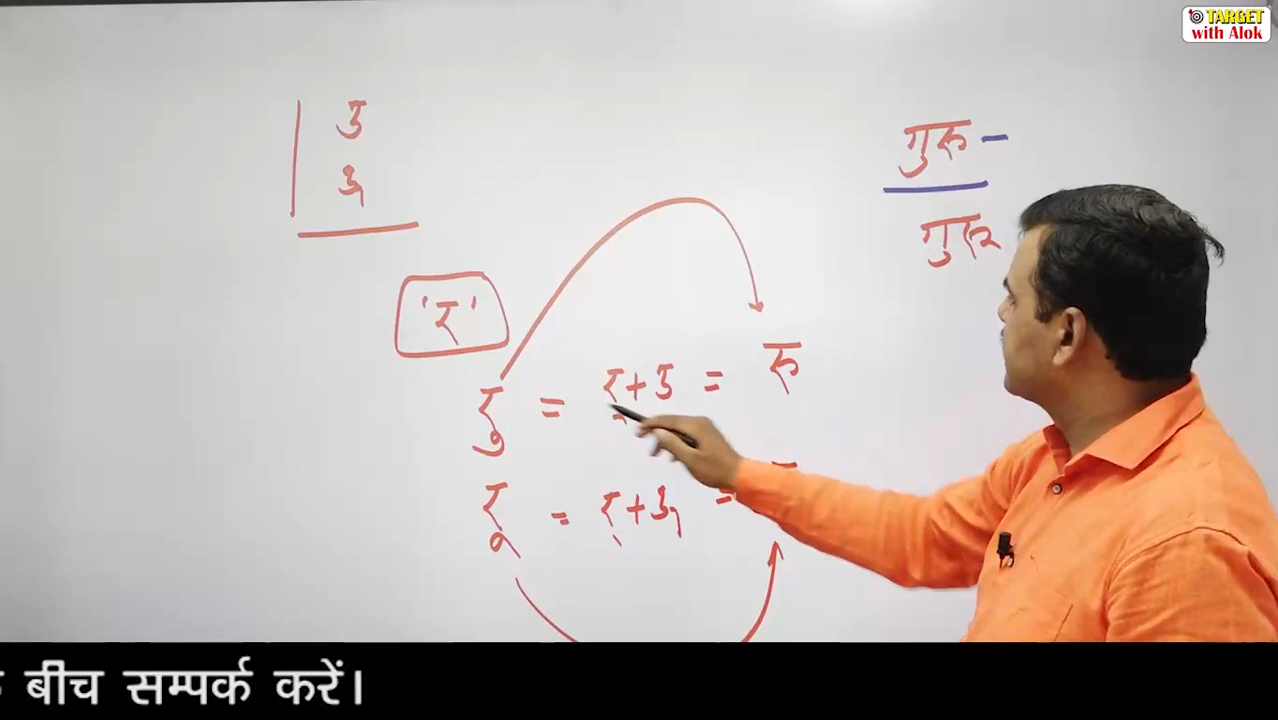 TARGET
with Alok
उ
ऊ
गुरु -
गुरू
'र'
रु = र्+उ = रु
रू = र्+ऊ =
बीच सम्पर्क करें।